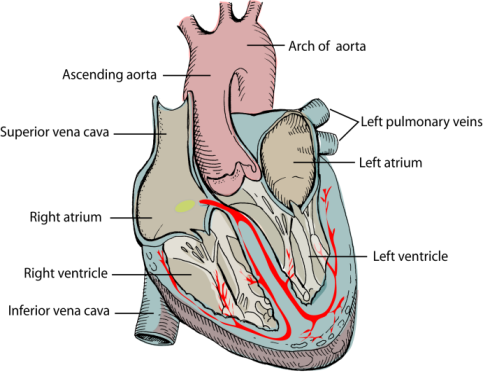 Arch of aorta
Ascending aorta
Superior vena cava
Left pulmonary veins
Left atrium
Right atrium
Left ventricle
Right ventricle
Inferior vena cava